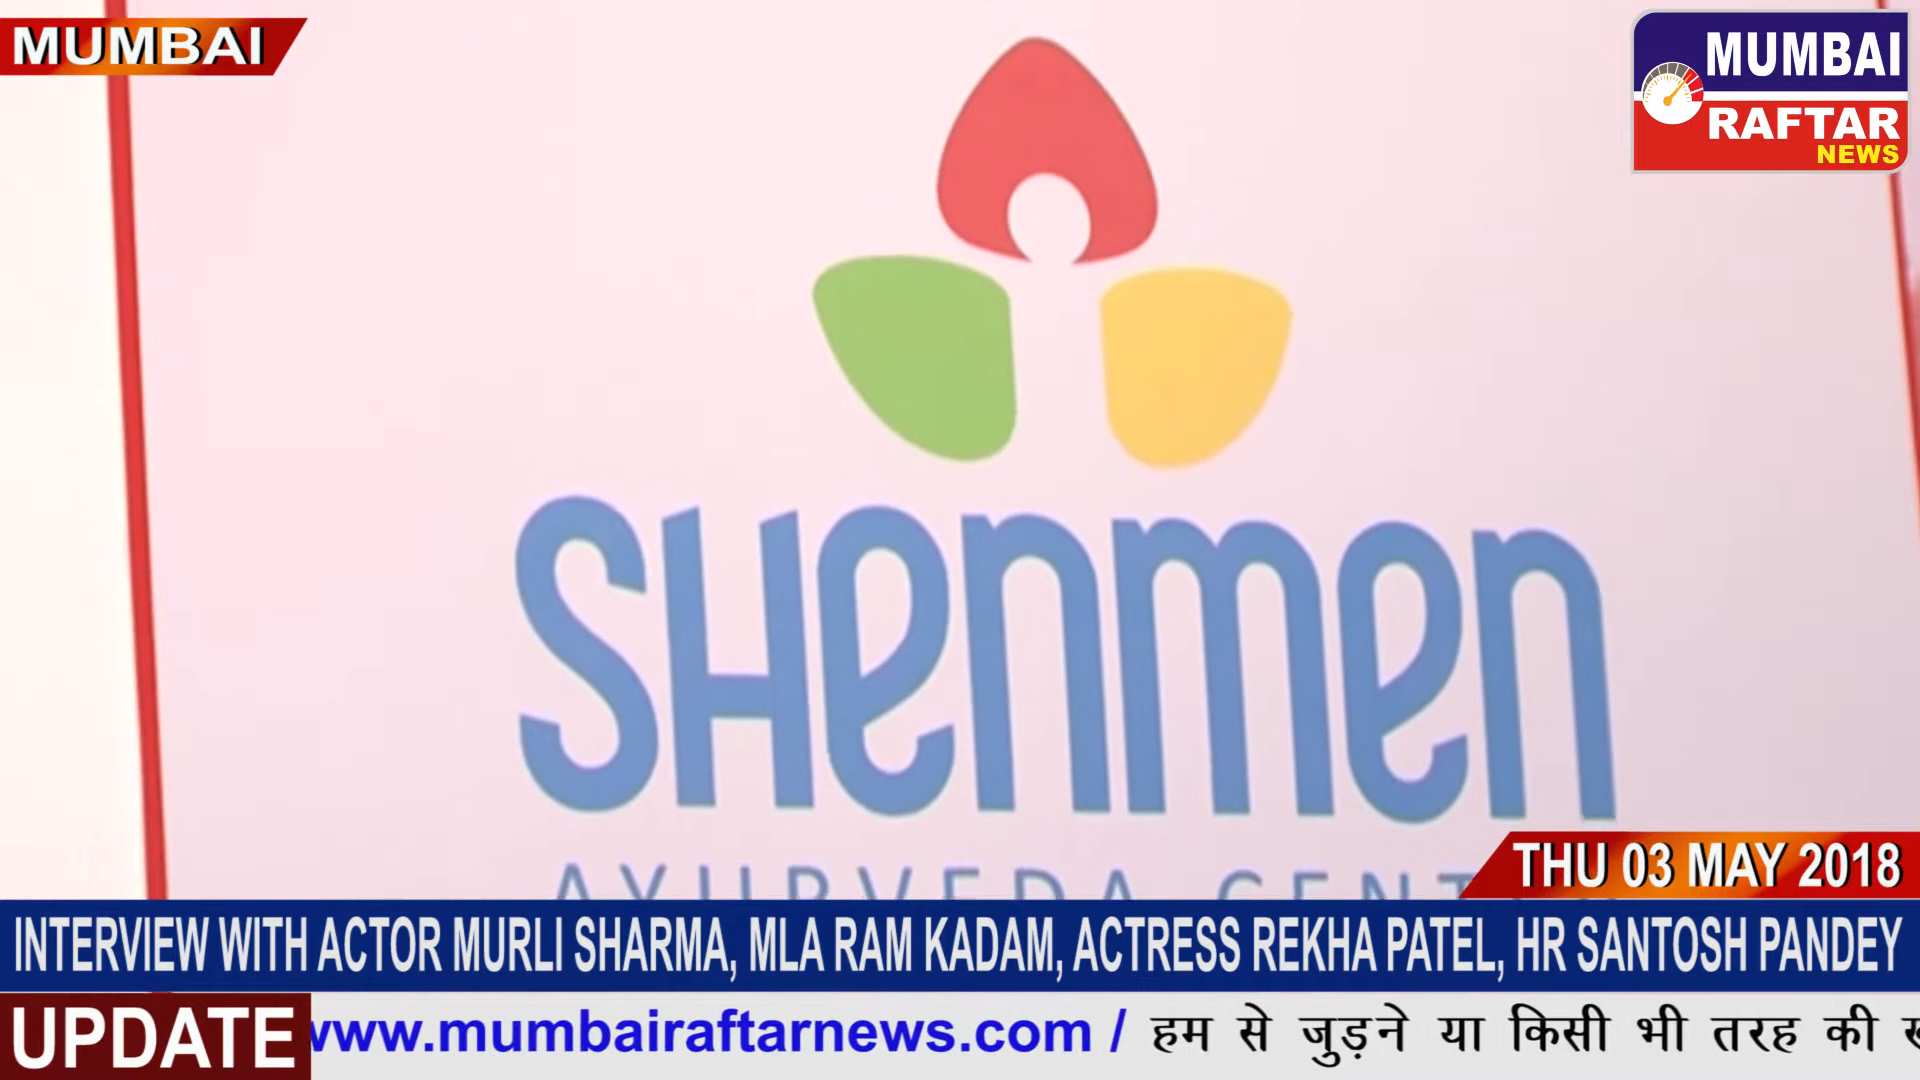 MUMBAI
MUMBAI
RAFTAR
NEWS
SHenmen
AYURVEDA
THU 03 MAY 2018
INTERVIEW WITH ACTOR MURLI SHARMA, MLA RAM KADAM, ACTRESS REKHA PATEL, HR SANTOSH PANDEY
UPDATE
www.mumbairaftarnews.com / हम से जुड़ने या किसी भी तरह की